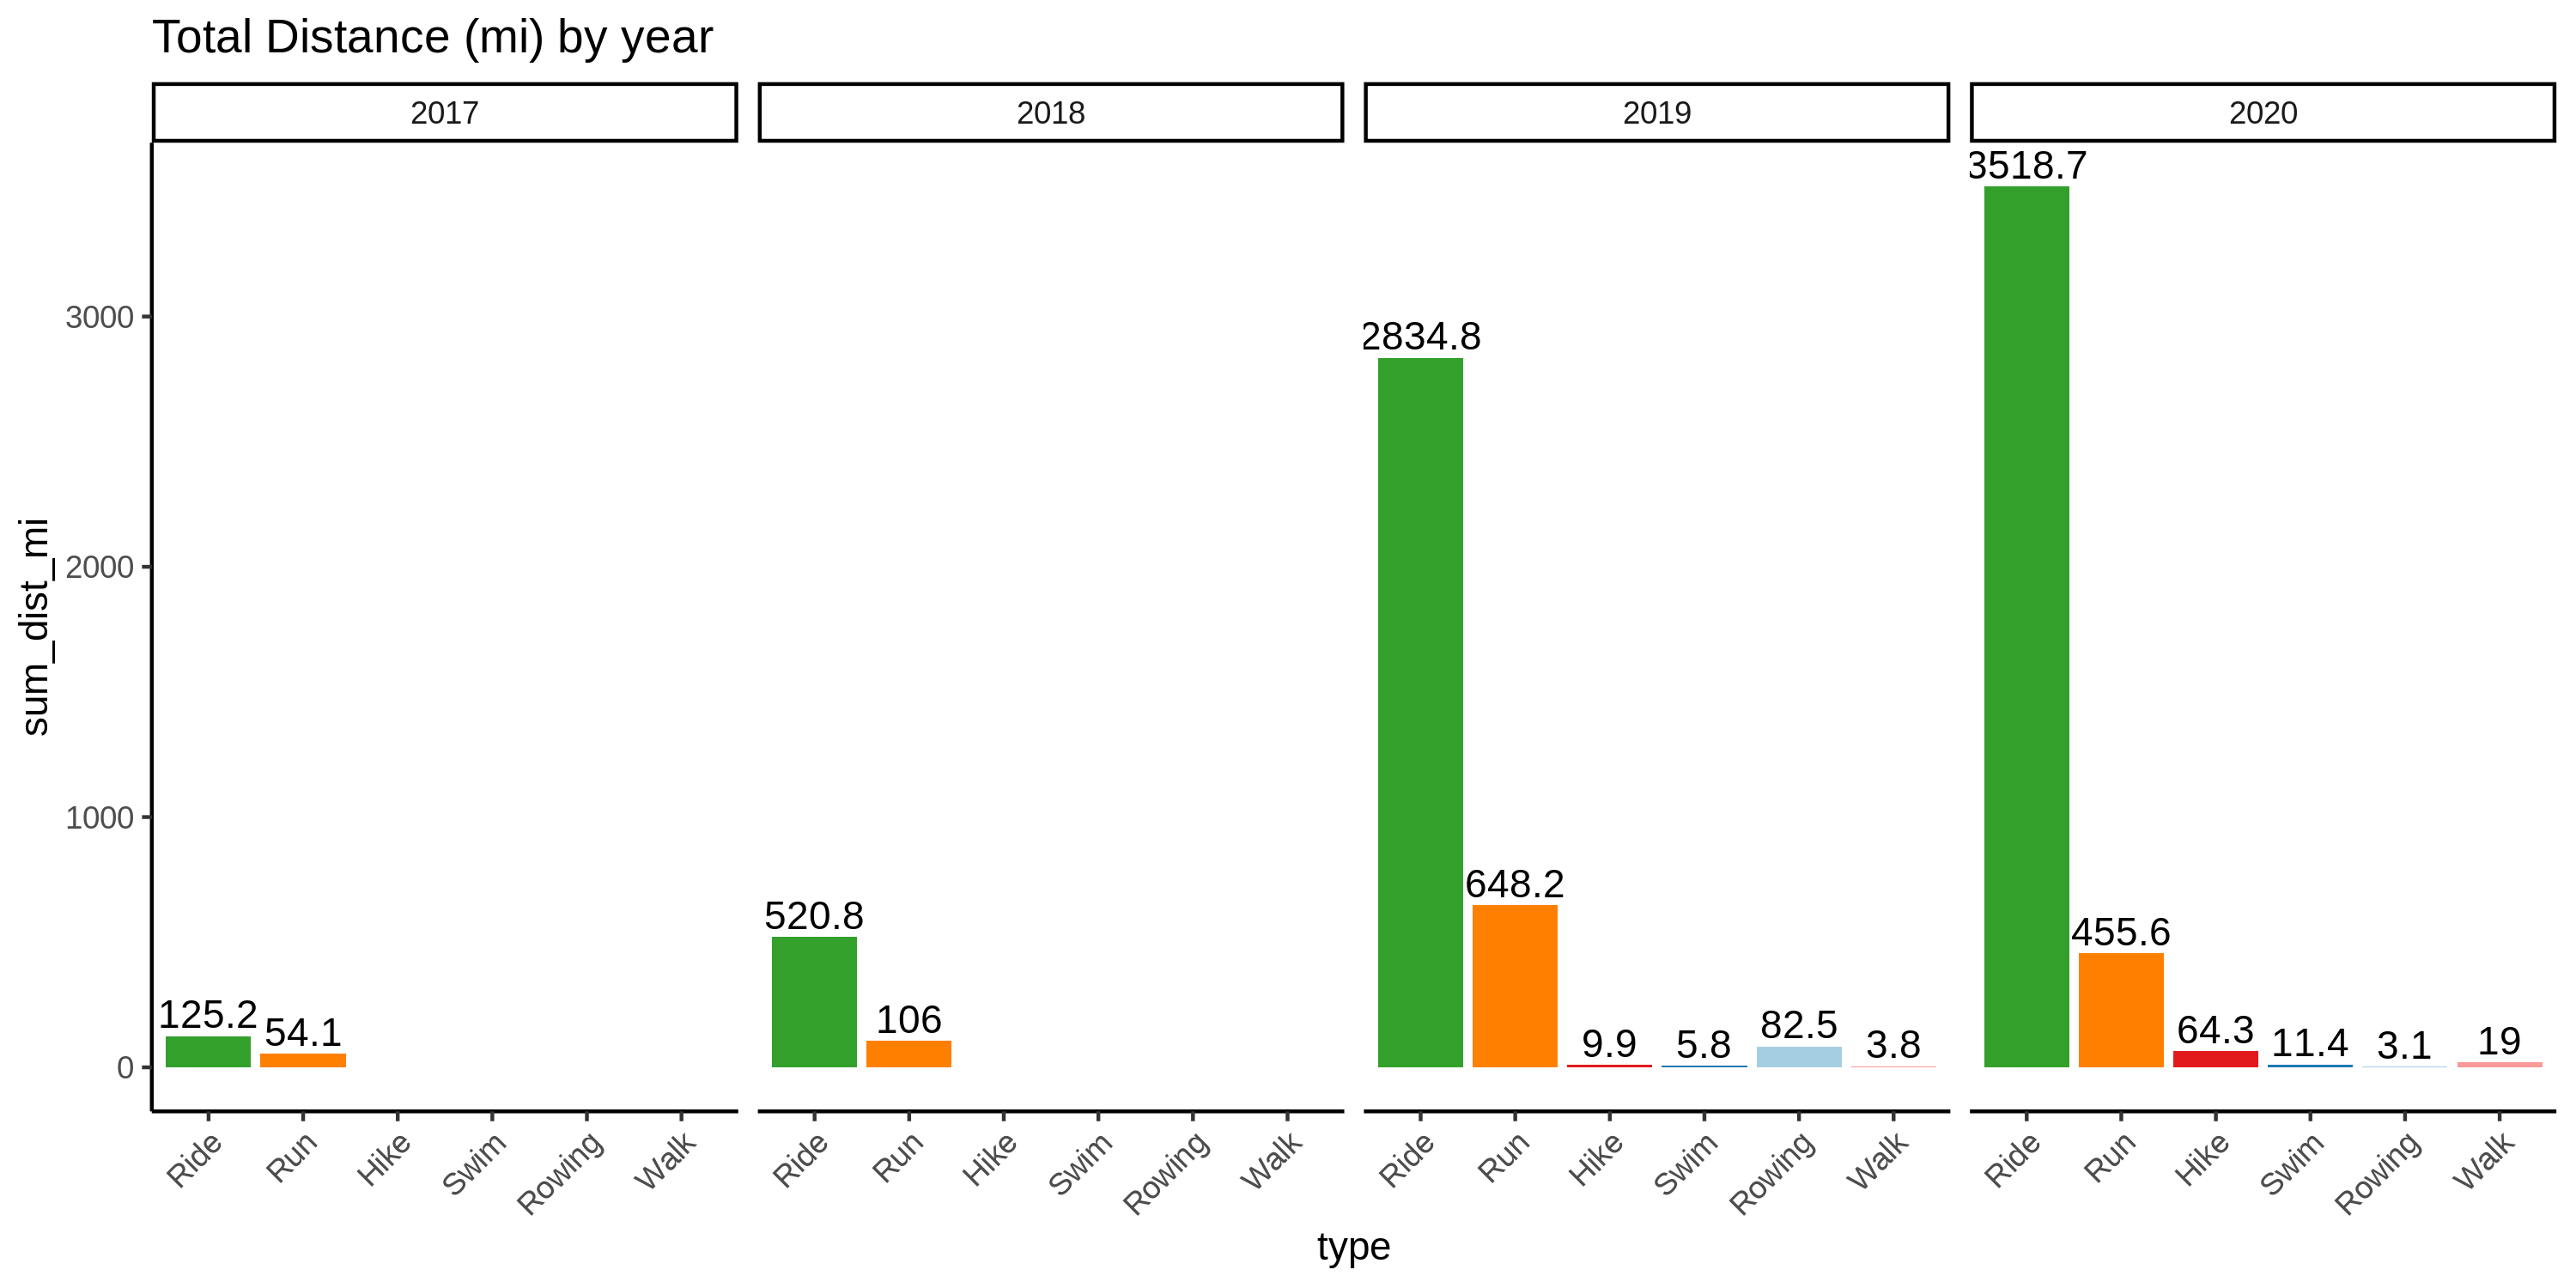 Total Distance (mi) by year
2017 2018 2019 2020
sum_dist_mi
3000
2000
1000
0
125.2 54.1
520.8 106
2834.8 648.2 9.9 5.8 82.5 3.8
3518.7 455.6 64.3 11.4 3.1 19
Ride Run Hike Swim Rowing Walk
Ride Run Hike Swim Rowing Walk
Ride Run Hike Swim Rowing Walk
Ride Run Hike Swim Rowing Walk
type